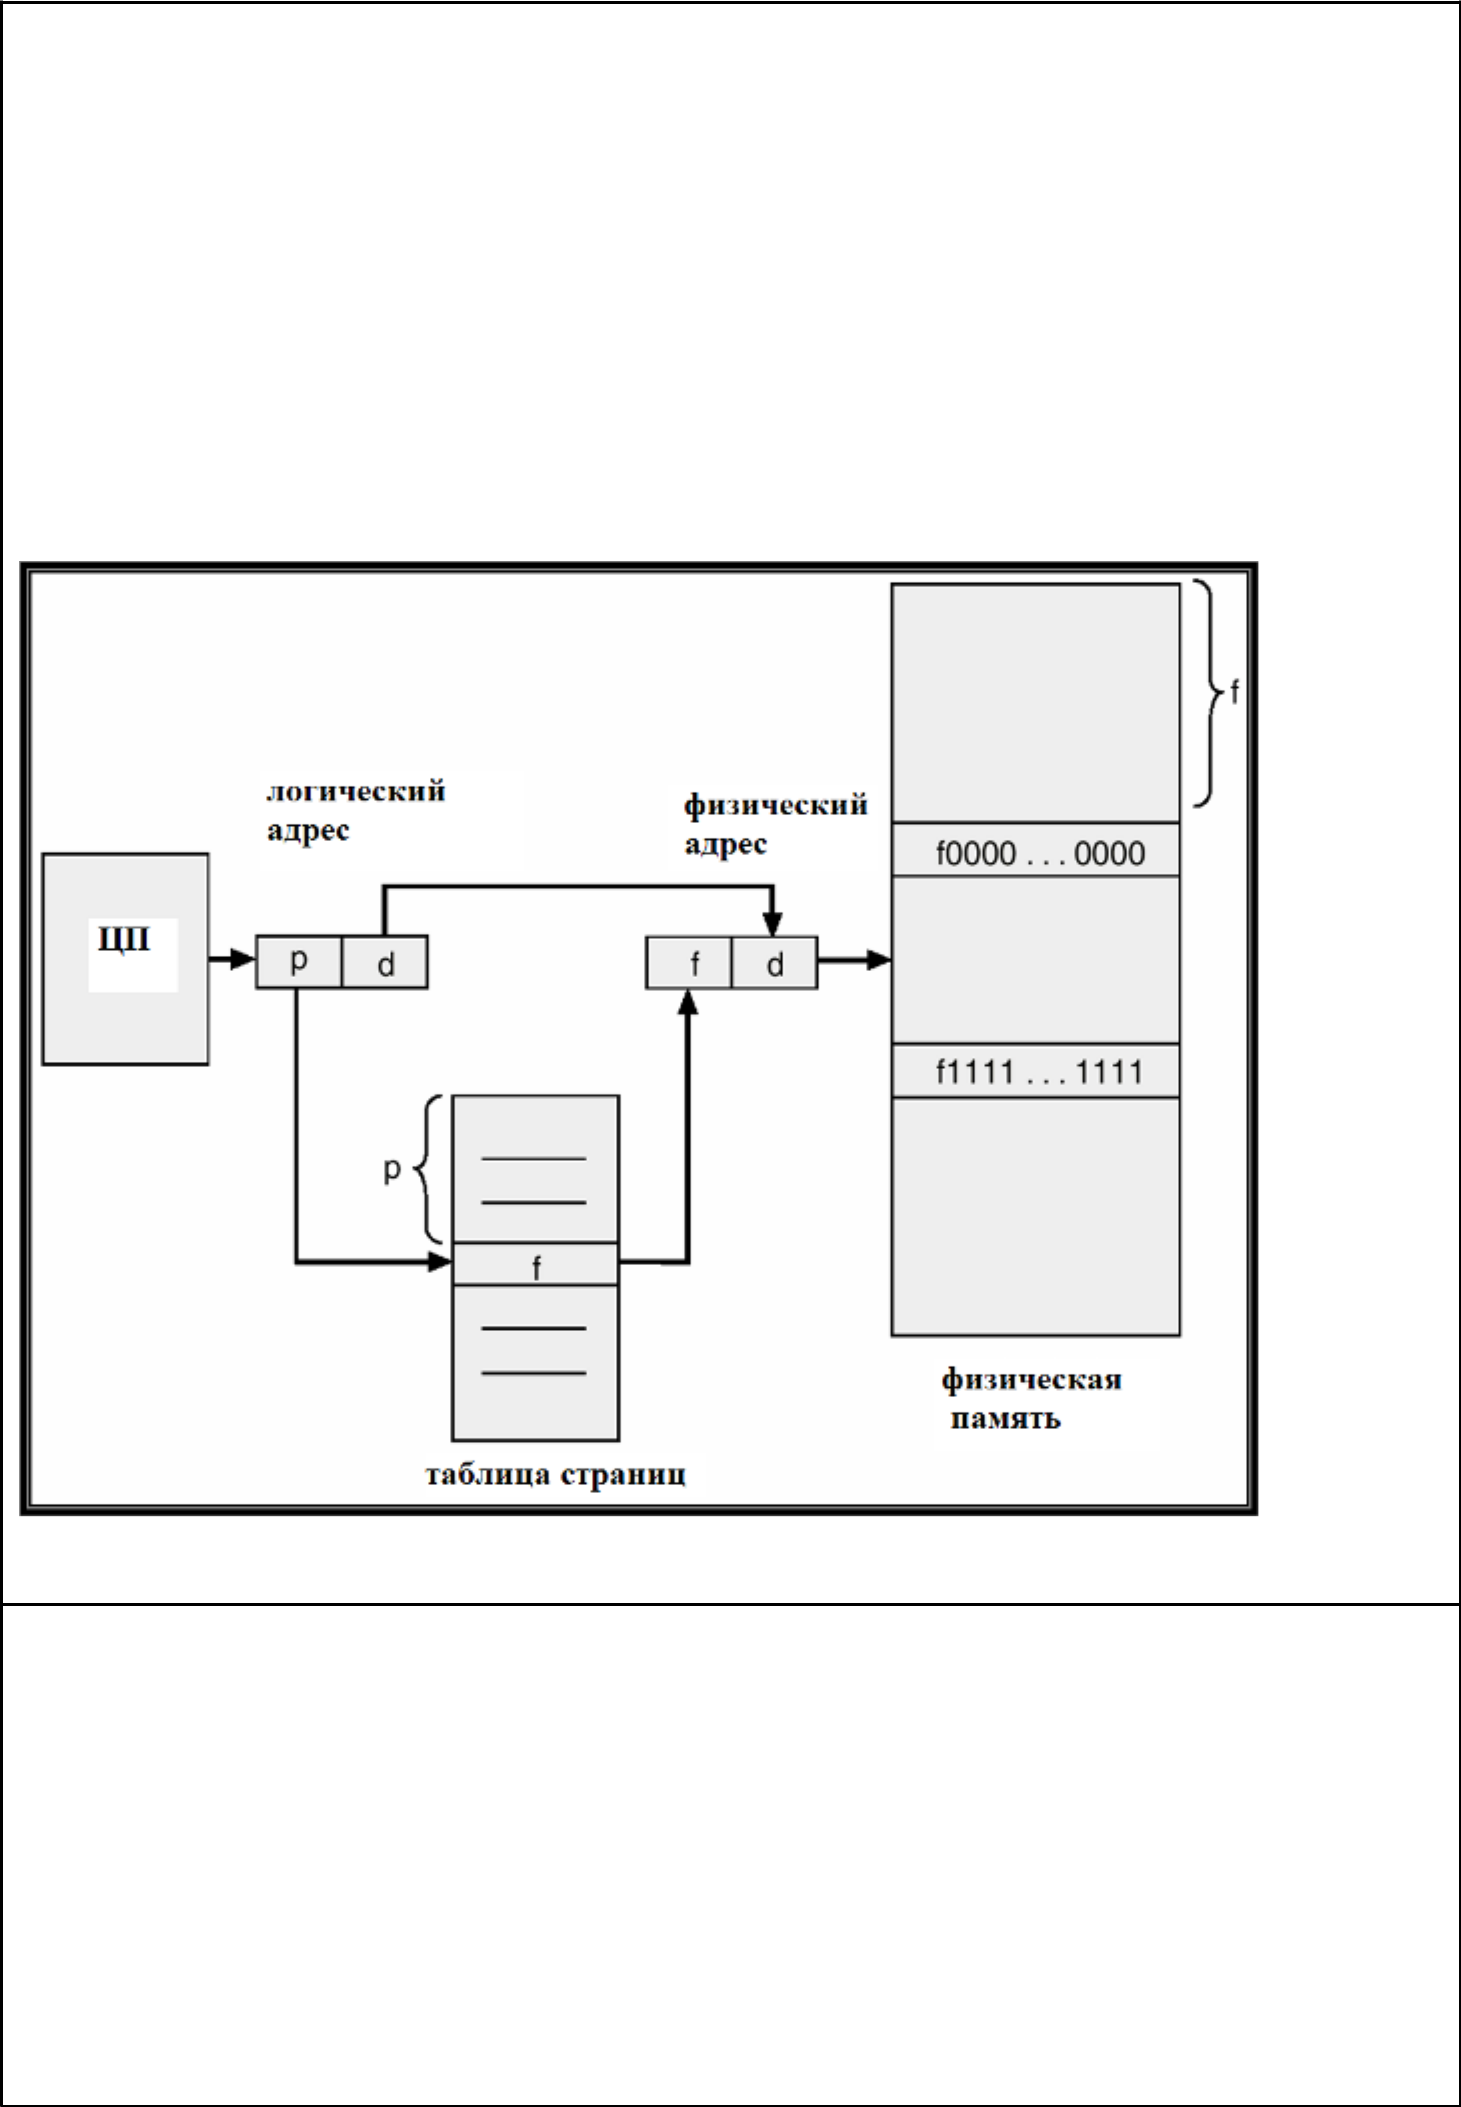 f
логический
адрес
физический
адрес
f0000 . . . 0000
ЦП
p
d
f
d
f1111 . . . 1111
p
f
физическая
память
таблица страниц